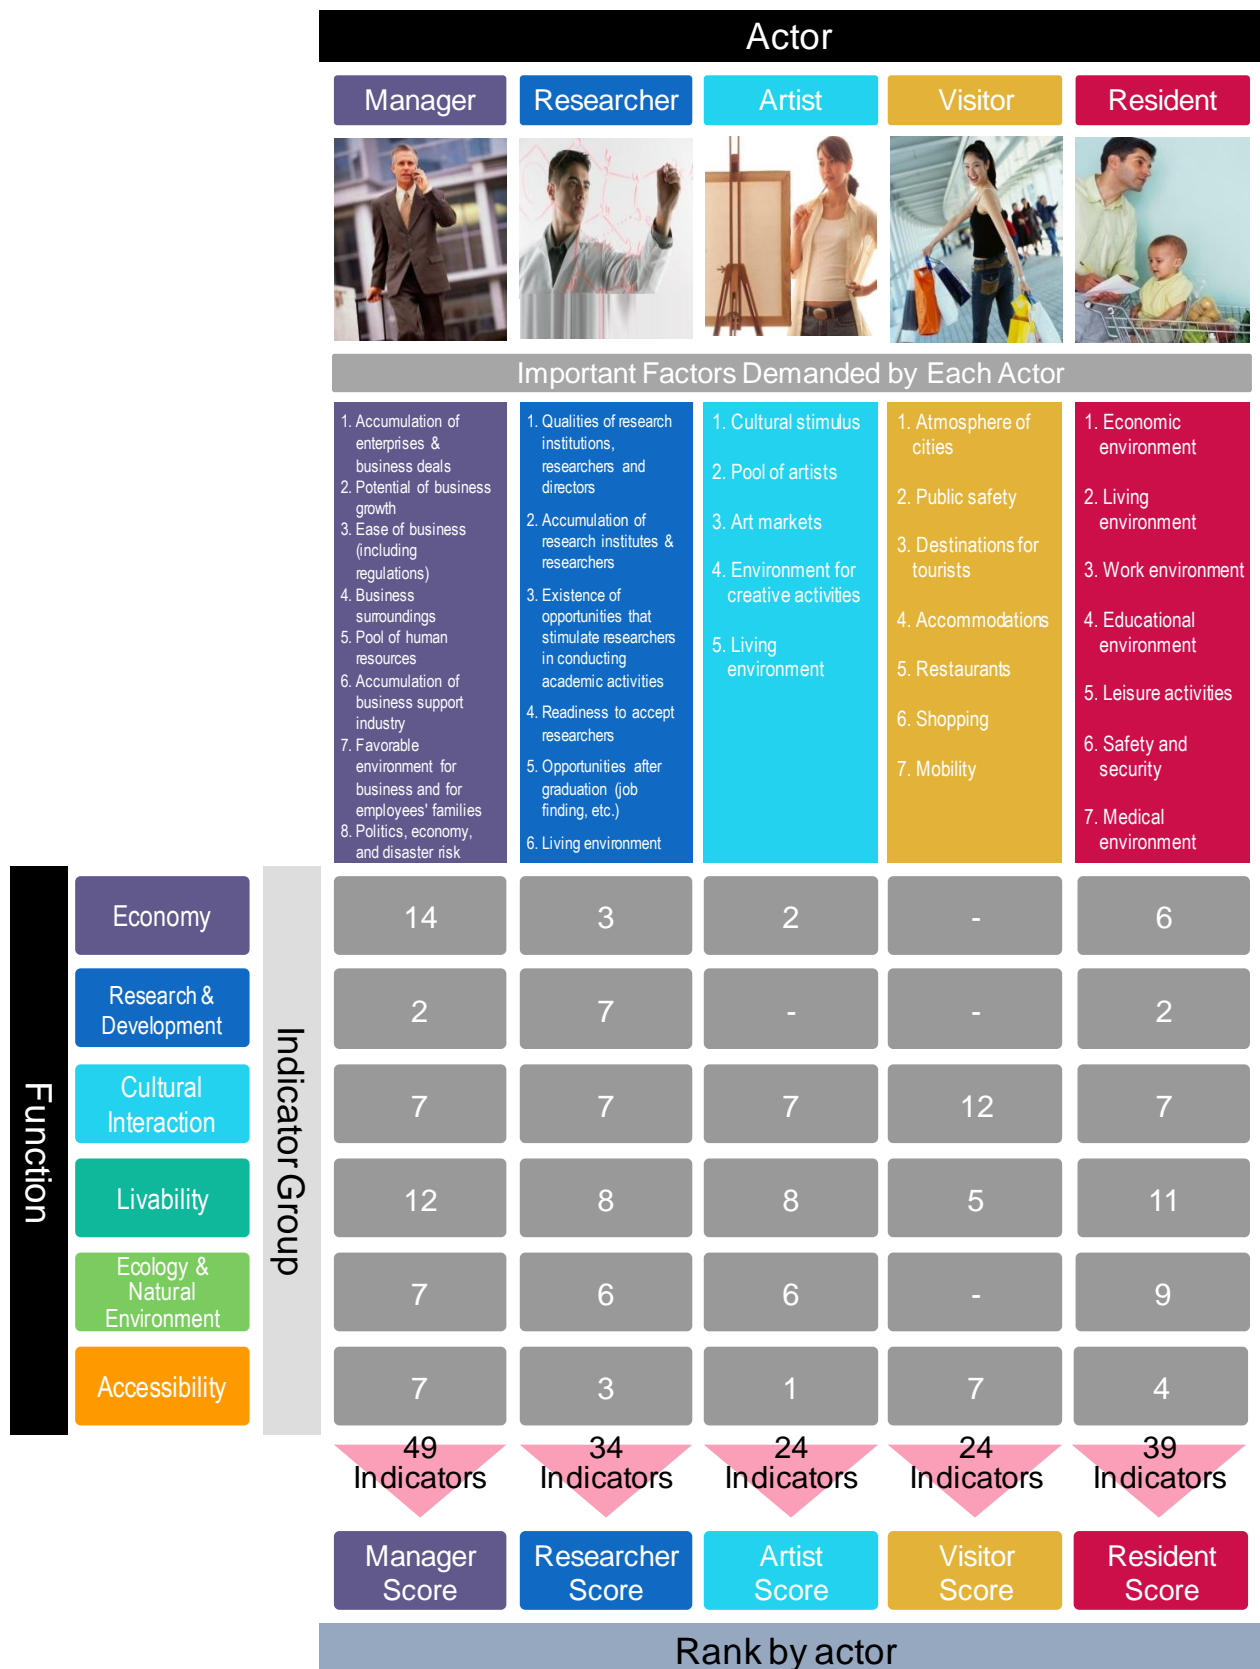 Actor
Manager
Researcher
Artist
Visitor
Resident
Important Factors Demanded by Each Actor
1. Accumulation of
enterprises &
business deals
2. Potential of business
growth
3. Ease of business
(including
regulations)
4. Business
surroundings
5. Pool of human
resources
6. Accumulation of
business support
industry
7. Favorable
environment for
business and for
employees' families
8. Politics, economy,
and disaster risk
1. Qualities of research
institutions,
researchers and
directors
2. Accumulation of
research institutes &
researchers
3. Existence of
opportunities that
stimulate researchers
in conducting
academic activities
4. Readiness to accept
researchers
5. Opportunities after
graduation (job
finding, etc.)
6. Living environment
1. Cultural stimulus
2. Pool of artists
3. Art markets
4. Environment for
creative activities
5. Living
environment
1. Atmosphere of
cities
2. Public safety
3. Destinations for
tourists
4. Accommodations
5. Restaurants
6. Shopping
7. Mobility
1. Economic
environment
2. Living
environment
3. Work environment
4. Educational
environment
5. Leisure activities
6. Safety and
security
7. Medical
environment
Function
Indicator Group
Economy
14
3
2
-
6
Research &
Development
2
7
-
-
2
Cultural
Interaction
7
7
7
12
7
Livability
12
8
8
5
11
Ecology &
Natural
Environment
7
6
6
-
9
Accessibility
7
3
1
7
4
49
Indicators
34
Indicators
24
Indicators
24
Indicators
39
Indicators
Manager
Score
Researcher
Score
Artist
Score
Visitor
Score
Resident
Score
Rank by actor